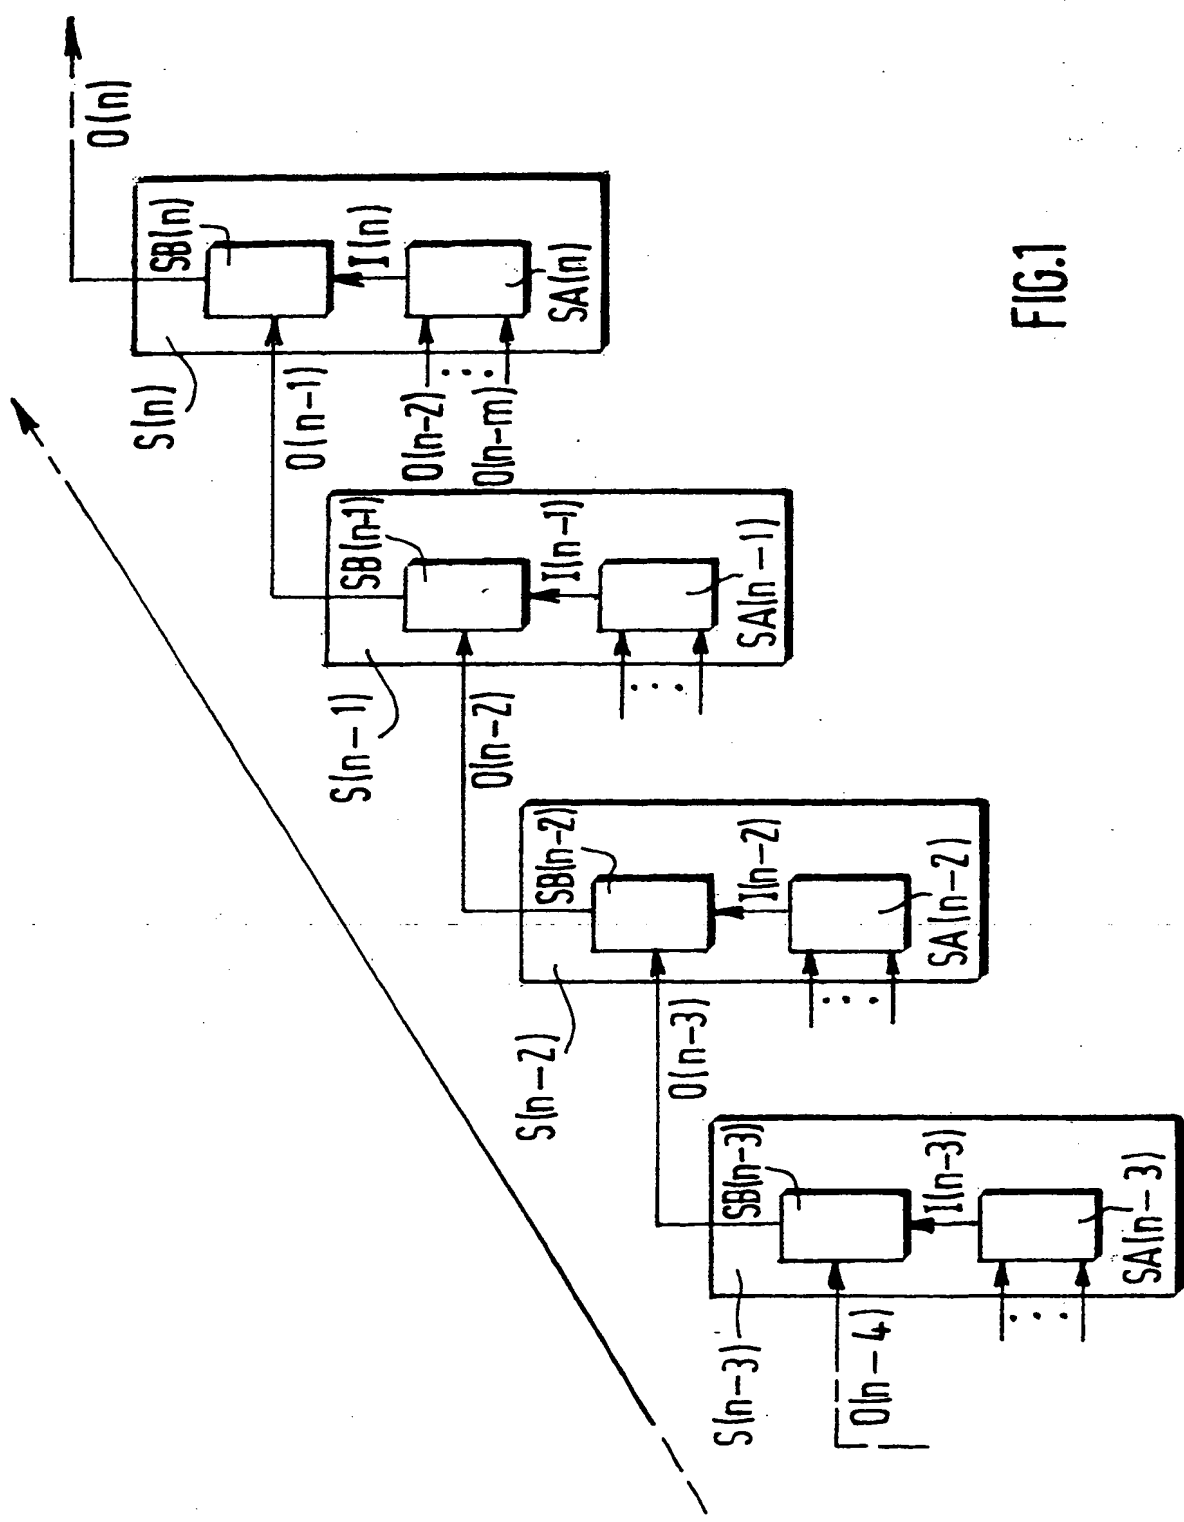 O(n)
SB(n)
I(n)
SA(n)
S(n)
O(n-1)
O(n-2)
O(n-m)
SB(n-1)
I(n-1)
SA(n-1)
S(n-1)
O(n-2)
SB(n-2)
I(n-2)
SA(n-2)
S(n-2)
O(n-3)
SB(n-3)
I(n-3)
SA(n-3)
S(n-3)
O(n-4)
FIG.1